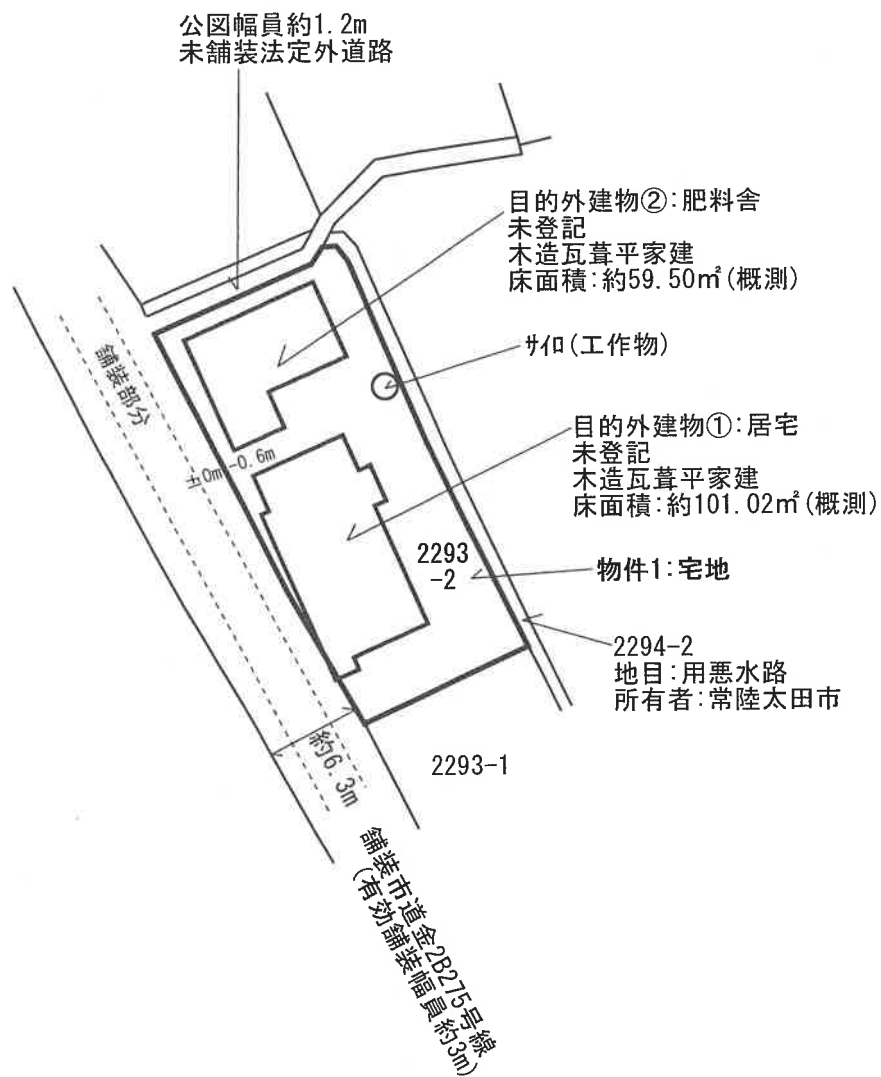 公図幅員約1.2m
未舗装法定外道路
目的外建物②:肥料舎
未登記
木造瓦葺平家建
床面積:約59.50㎡(概測)
ｻｲﾛ(工作物)
舗装部分
±0m～-0.6m
目的外建物①:居宅
未登記
木造瓦葺平家建
床面積:約101.02㎡(概測)
2293
-2
物件1:宅地
2294-2
地目:用悪水路
所有者:常陸太田市
約6.3m
2293-1
舗装市道金2B275号線
(有効舗装幅員約3m)